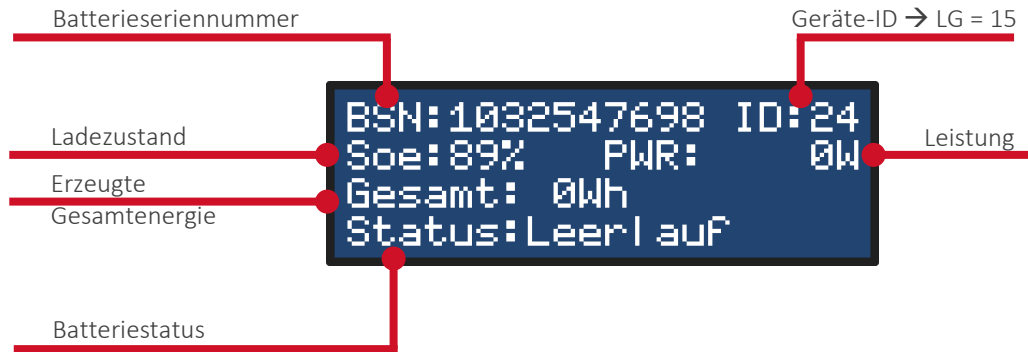 Batterieseriennummer
Geräte-ID → LG = 15
BSN:1032547698 ID:24
Ladezustand
Soe:89% PWR: 0W
Leistung
Erzeugte
Gesamtenergie
Gesamt: 0Wh
Status:Leerlauf
Batteriestatus